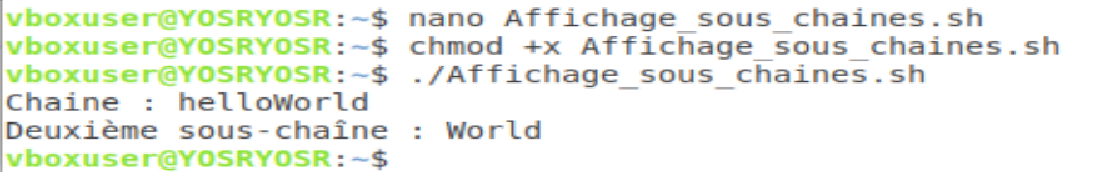 vboxuser@YOSRYOSR:~$ nano Affichage_sous_chaines.sh
vboxuser@YOSRYOSR:~$ chmod +x Affichage_sous_chaines.sh
vboxuser@YOSRYOSR:~$ ./Affichage_sous_chaines.sh
Chaine : helloWorld
Deuxième sous-chaîne : World
vboxuser@YOSRYOSR:~$